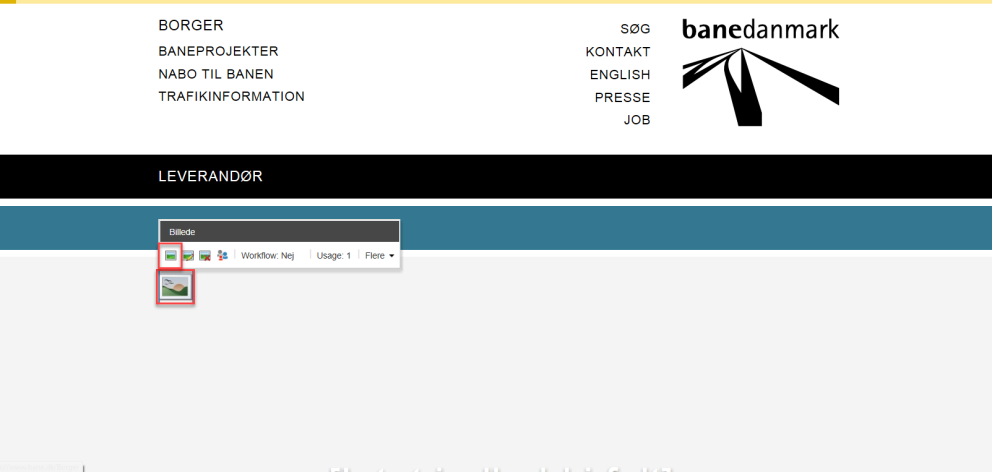 BORGER
BANEPROJEKTER
NABO TIL BANEN
TRAFIKINFORMATION
SØG
KONTAKT
ENGLISH
PRESSE
JOB
banedanmark
LEVERANDØR
Billede
Workflow: Nej
Usage: 1
Flere